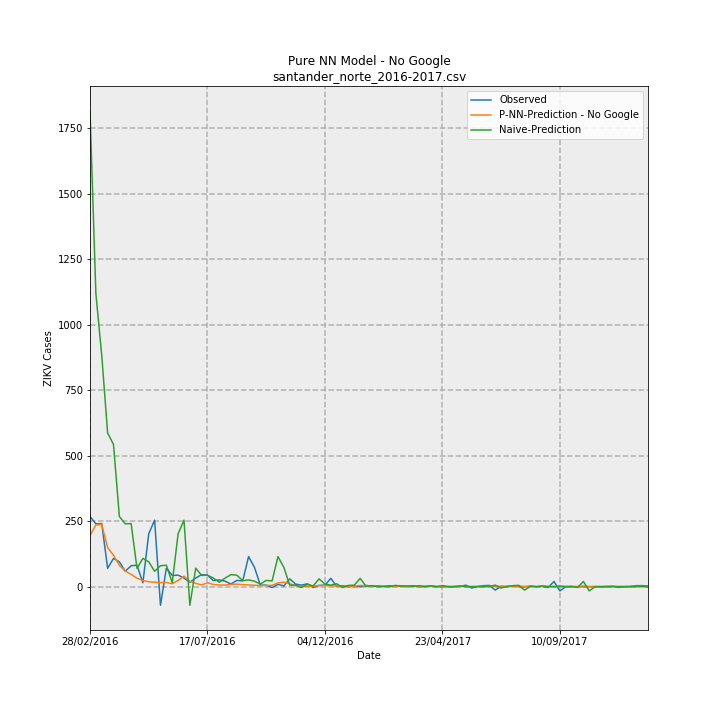 Pure NN Model - No Google
santander_norte_2016-2017.csv
Observed
P-NN-Prediction - No Google
Naive-Prediction
ZIKV Cases
1750
1500
1250
1000
750
500
250
0
28/02/2016
17/07/2016
04/12/2016
23/04/2017
10/09/2017
Date